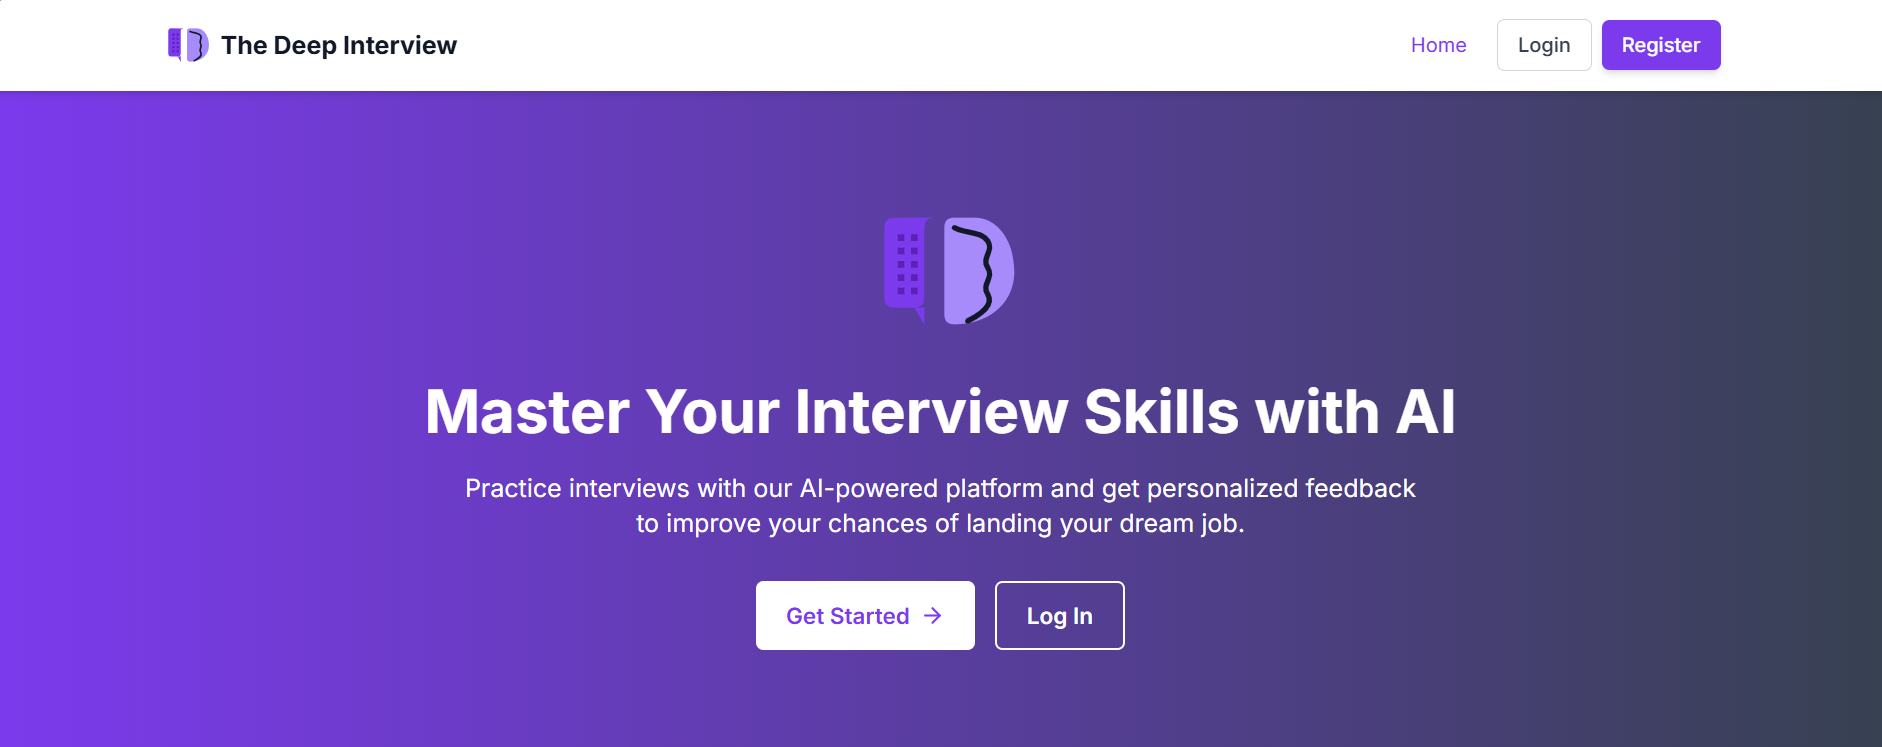 The Deep Interview
Home
Login
Register
Master Your Interview Skills with AI
Practice interviews with our AI-powered platform and get personalized feedback
to improve your chances of landing your dream job.
Get Started →
Log In